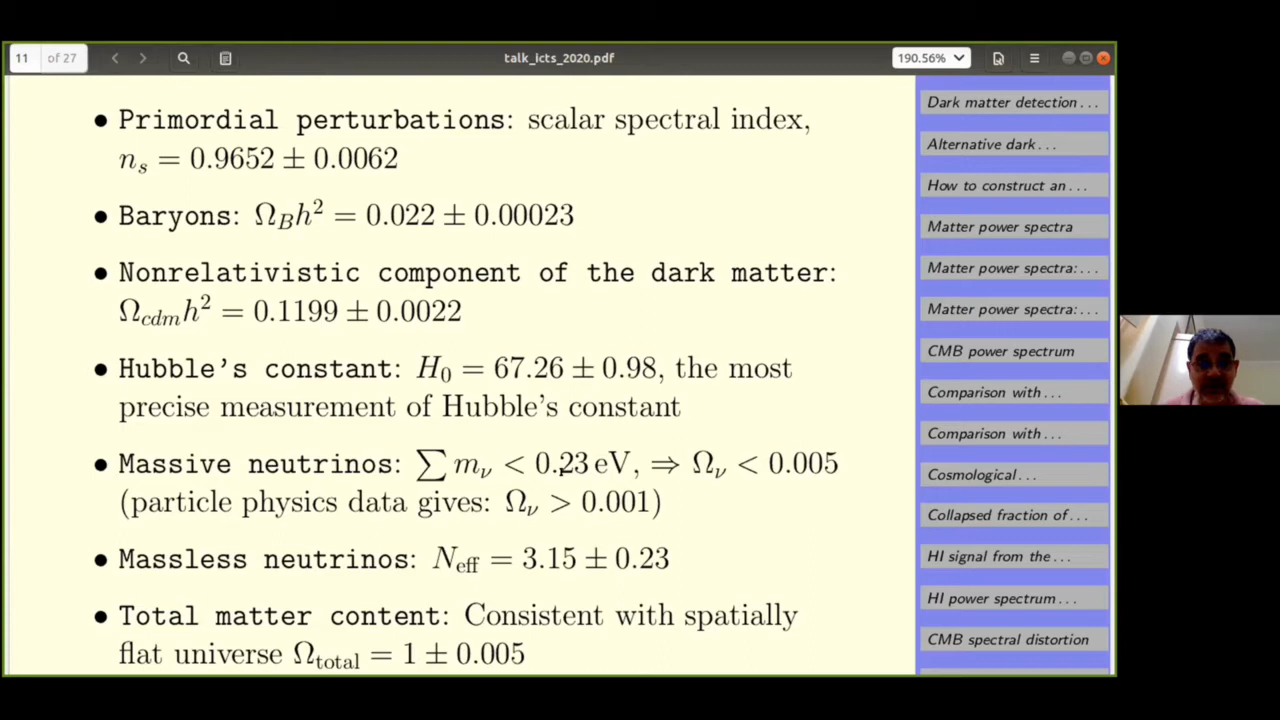 11 of 27
talk_icts_2020.pdf
190.56%
● Primordial perturbations: scalar spectral index,
n_s = 0.9652 ± 0.0062
● Baryons: Ω_B h² = 0.022 ± 0.00023
● Nonrelativistic component of the dark matter:
Ω_cdm h² = 0.1199 ± 0.0022
● Hubble's constant: H₀ = 67.26 ± 0.98, the most
precise measurement of Hubble's constant
● Massive neutrinos: ∑ m_ν < 0.23 eV, ⇒ Ω_ν < 0.005
(particle physics data gives: Ω_ν > 0.001)
● Massless neutrinos: N_eff = 3.15 ± 0.23
● Total matter content: Consistent with spatially
flat universe Ω_total = 1 ± 0.005
Dark matter detection ...
Alternative dark ...
How to construct an ...
Matter power spectra
Matter power spectra: ...
Matter power spectra: ...
CMB power spectrum
Comparison with ...
Comparison with ...
Cosmological ...
Collapsed fraction of ...
HI signal from the ...
HI power spectrum ...
CMB spectral distortion